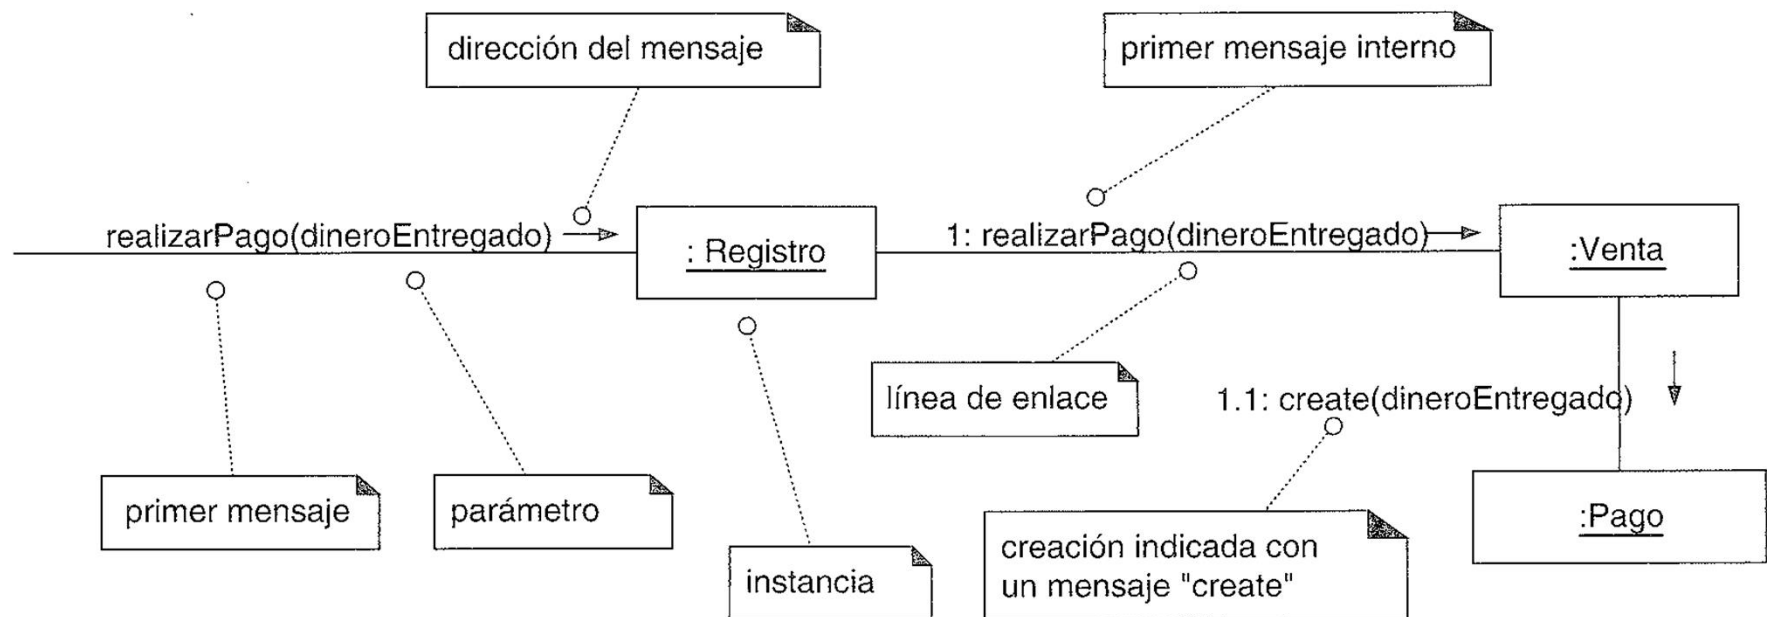 dirección del mensaje
primer mensaje interno
realizarPago(dineroEntregado)
: Registro
1: realizarPago(dineroEntregado)
:Venta
línea de enlace
1.1: create(dineroEntregado)
primer mensaje
parámetro
:Pago
instancia
creación indicada con
un mensaje "create"